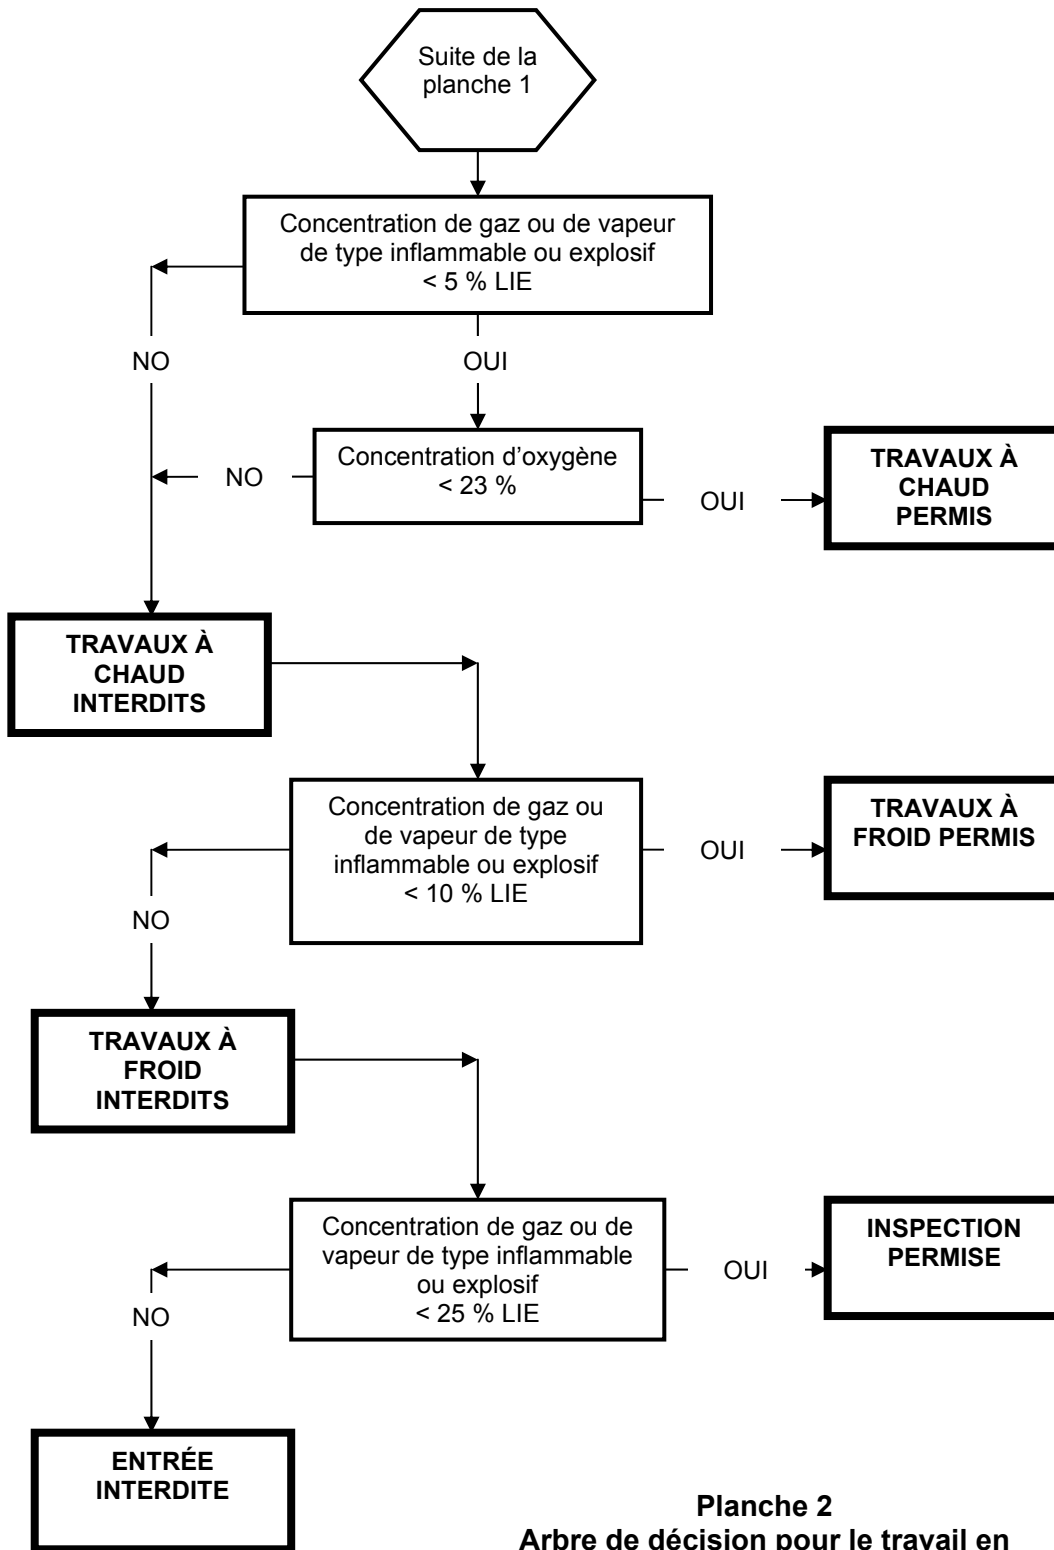 Suite de la
planche 1
Concentration de gaz ou de vapeur
de type inflammable ou explosif
< 5 % LIE
NO
OUI
Concentration d’oxygène
< 23 %
NO
OUI
TRAVAUX À
CHAUD
PERMIS
TRAVAUX À
CHAUD
INTERDITS
Concentration de gaz ou
de vapeur de type
inflammable ou explosif
< 10 % LIE
OUI
TRAVAUX À
FROID PERMIS
NO
TRAVAUX À
FROID
INTERDITS
Concentration de gaz ou de
vapeur de type inflammable
ou explosif
< 25 % LIE
OUI
INSPECTION
PERMISE
NO
ENTRÉE
INTERDITE
Planche 2
Arbre de décision pour le travail en